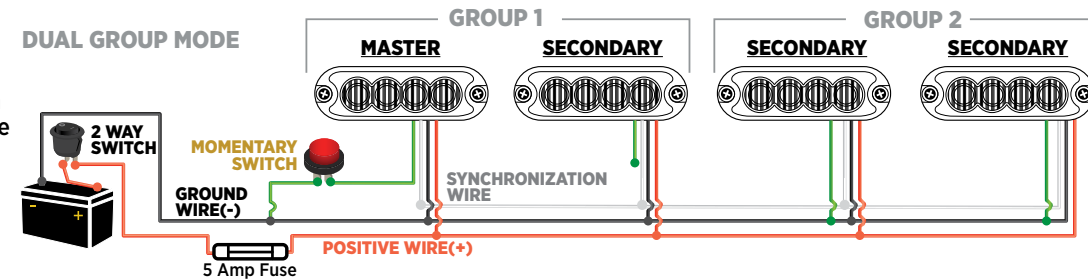 DUAL GROUP MODE
GROUP 1
GROUP 2
MASTER
SECONDARY
SECONDARY
SECONDARY
e
2 WAY
SWITCH
MOMENTARY
SWITCH
SYNCHRONIZATION
WIRE
GROUND
WIRE(-)
- +
POSITIVE WIRE(+)
5 Amp Fuse